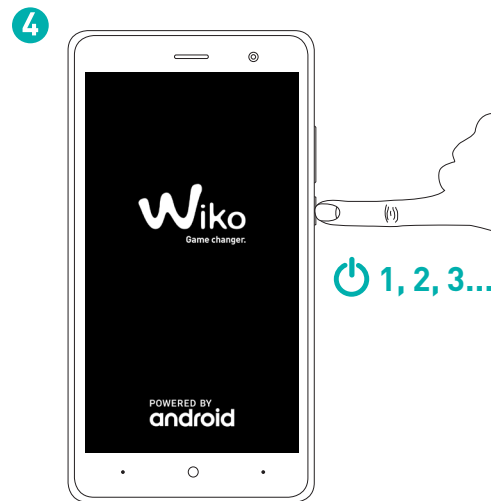 4
Wiko
Game changer.
1, 2, 3...
POWERED BY
android